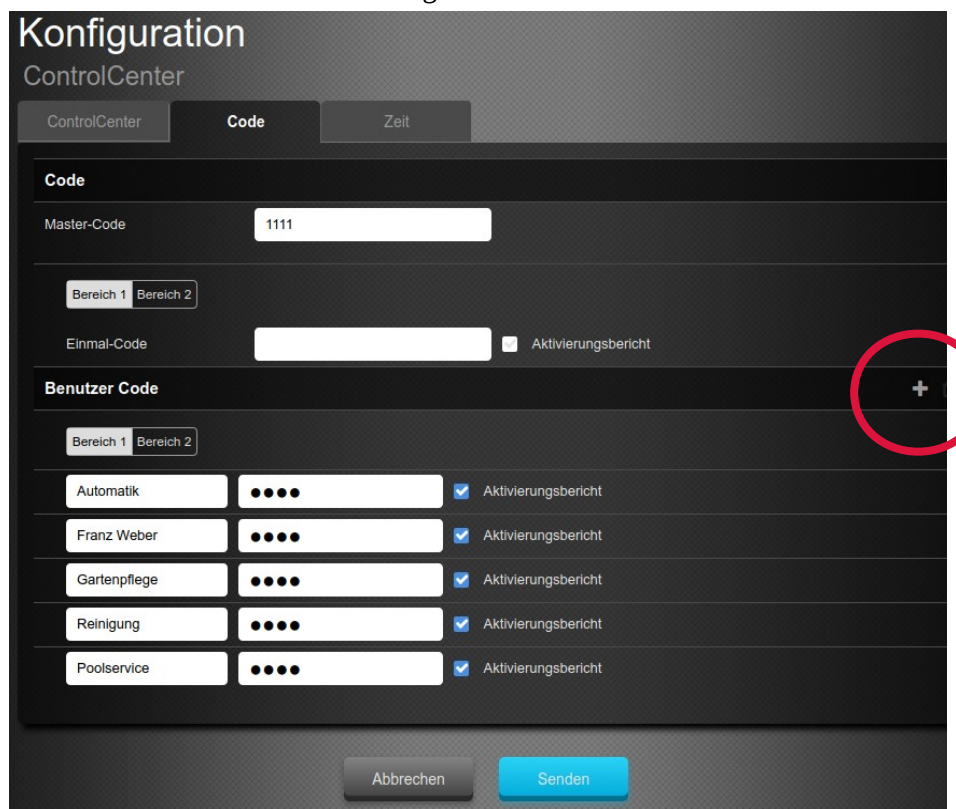 Konfiguration
ControlCenter
ControlCenter Code Zeit
Code
Master-Code 1111
Bereich 1 Bereich 2
Einmal-Code Aktivierungsbericht
Benutzer Code
Bereich 1 Bereich 2
Automatik ●●●● Aktivierungsbericht
Franz Weber ●●●● Aktivierungsbericht
Gartenpflege ●●●● Aktivierungsbericht
Reinigung ●●●● Aktivierungsbericht
Poolservice ●●●● Aktivierungsbericht
Abbrechen Senden